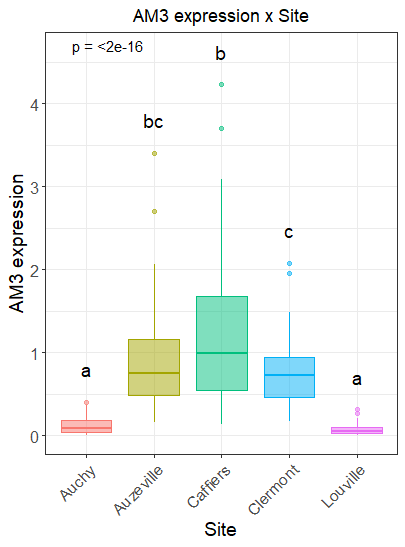 AM3 expression x Site
p = <2e-16
b
bc
c
a
a
AM3 expression
4
3
2
1
0
Auchy
Auzeville
Caffiers
Clermont
Louville
Site